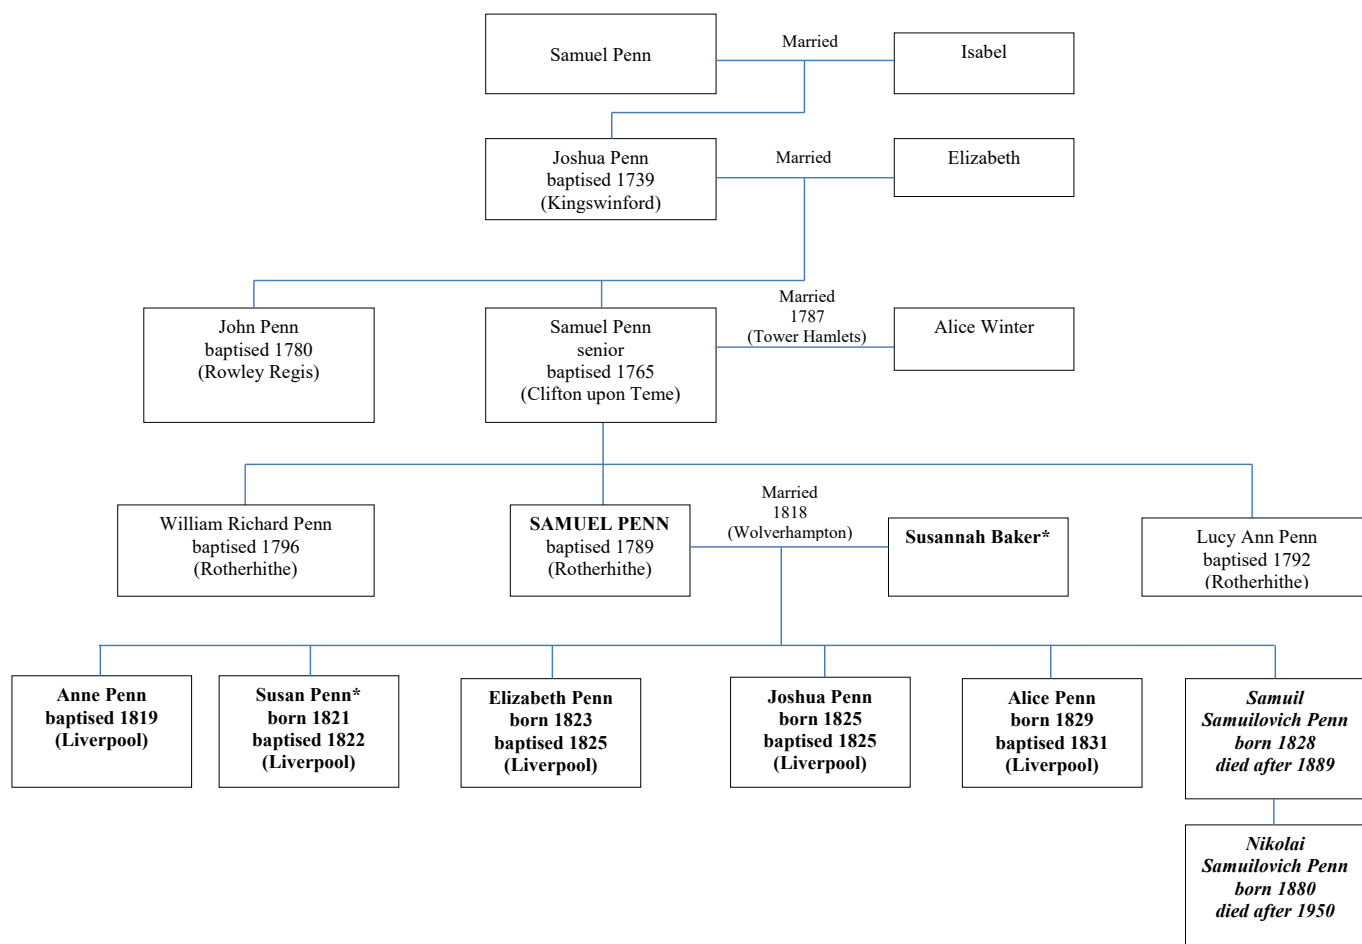 Samuel Penn
Married
Isabel
Joshua Penn
baptised 1739
(Kingswinford)
Married
Elizabeth
John Penn
baptised 1780
(Rowley Regis)
Samuel Penn
senior
baptised 1765
(Clifton upon Teme)
Married
1787
(Tower Hamlets)
Alice Winter
William Richard Penn
baptised 1796
(Rotherhithe)
SAMUEL PENN
baptised 1789
(Rotherhithe)
Married
1818
(Wolverhampton)
Susannah Baker*
Lucy Ann Penn
baptised 1792
(Rotherhithe)
Anne Penn
baptised 1819
(Liverpool)
Susan Penn*
born 1821
baptised 1822
(Liverpool)
Elizabeth Penn
born 1823
baptised 1825
(Liverpool)
Joshua Penn
born 1825
baptised 1825
(Liverpool)
Alice Penn
born 1829
baptised 1831
(Liverpool)
Samuil
Samuilovich Penn
born 1828
died after 1889
Nikolai
Samuilovich Penn
born 1880
died after 1950